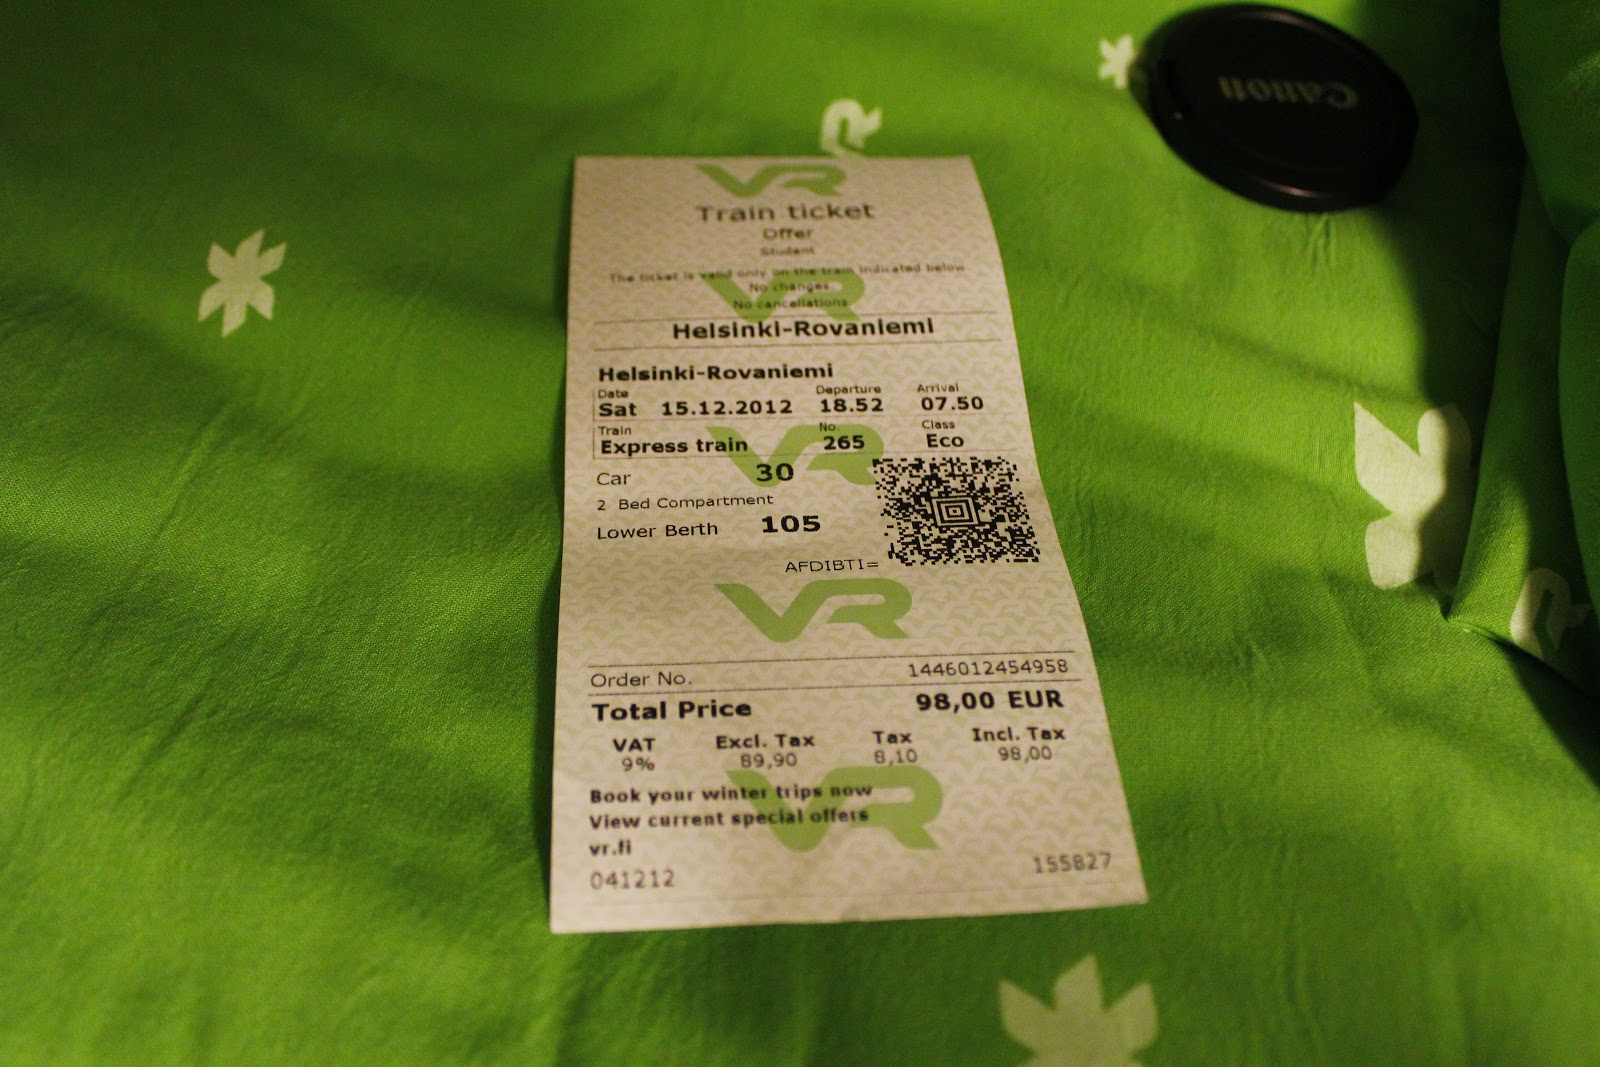 Canon
VR
Train ticket
Offer
Student
The ticket is valid only on the train indicated below
No changes.
No cancellations
VR
Helsinki-Rovaniemi
Helsinki-Rovaniemi
Date Departure Arrival
Sat 15.12.2012 18.52 07.50
Train No. Class
Express train 265 Eco
VR
Car 30
2 Bed Compartment
Lower Berth 105
AFDIBTI=
VR
Order No. 1446012454958
Total Price 98,00 EUR
VAT Excl. Tax Tax Incl. Tax
9% 89,90 8,10 98,00
VR
Book your winter trips now
View current special offers
vr.fi
041212 155827